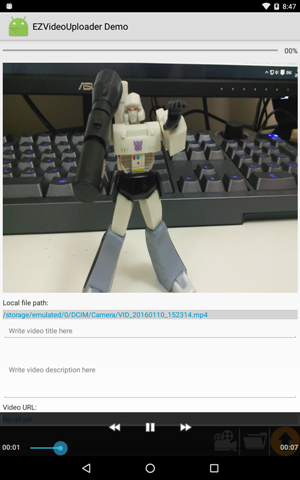 8:47
EZVideoUploader Demo
00%
ASUS
Local file path:
/storage/emulated/0/DCIM/Camera/VID_20160110_152314.mp4
Write video title here
Write video description here
Video URL:
00:01
00:07